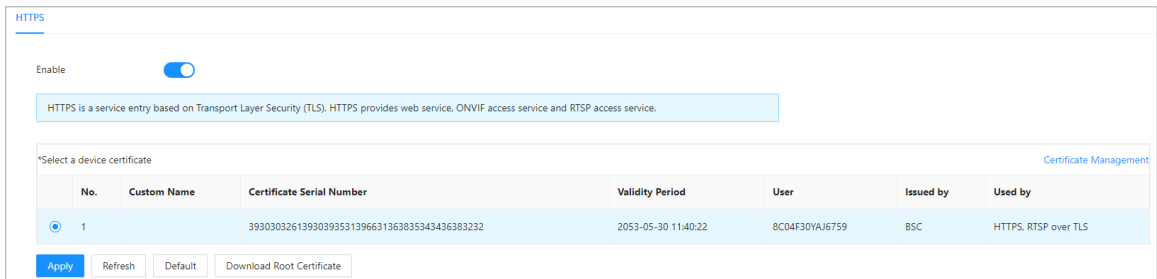 HTTPS
Enable
HTTPS is a service entry based on Transport Layer Security (TLS). HTTPS provides web service, ONVIF access service and RTSP access service.
*Select a device certificate Certificate Management
No. Custom Name Certificate Serial Number Validity Period User Issued by Used by
1 3930303261393039353139663136383534343638323​2 2053-05-30 11:40:22 8C04F30YAJ6759 BSC HTTPS, RTSP over TLS
Apply Refresh Default Download Root Certificate